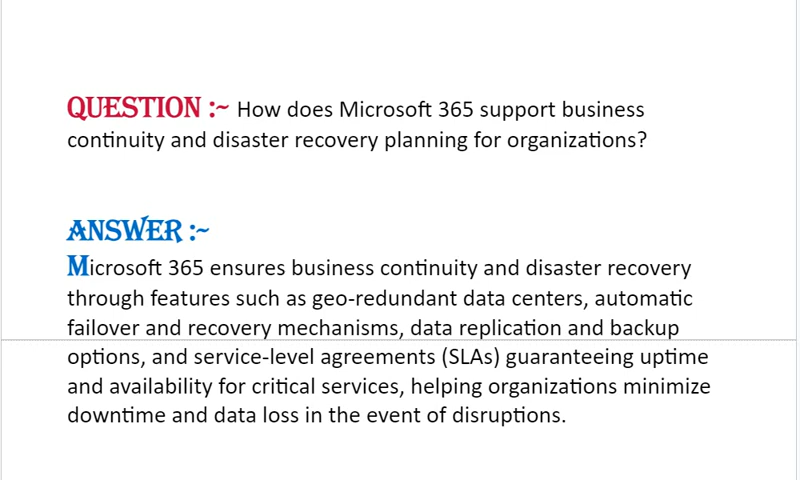 QUESTION :~ How does Microsoft 365 support business
continuity and disaster recovery planning for organizations?
ANSWER :~
Microsoft 365 ensures business continuity and disaster recovery
through features such as geo-redundant data centers, automatic
failover and recovery mechanisms, data replication and backup
options, and service-level agreements (SLAs) guaranteeing uptime
and availability for critical services, helping organizations minimize
downtime and data loss in the event of disruptions.